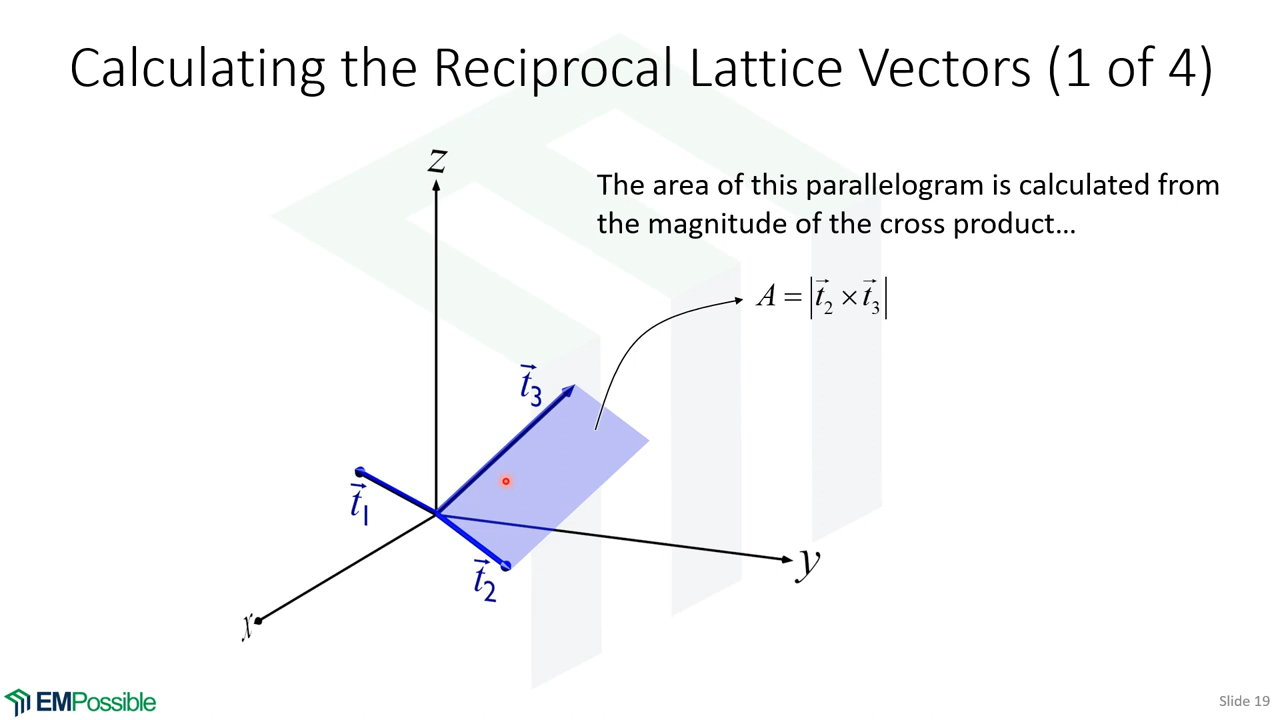 Calculating the Reciprocal Lattice Vectors (1 of 4)
z
The area of this parallelogram is calculated from
the magnitude of the cross product…
A = |t⃗₂ × t⃗₃|
t⃗₃
t⃗₁
t⃗₂
y
x
EMPossible
Slide 19